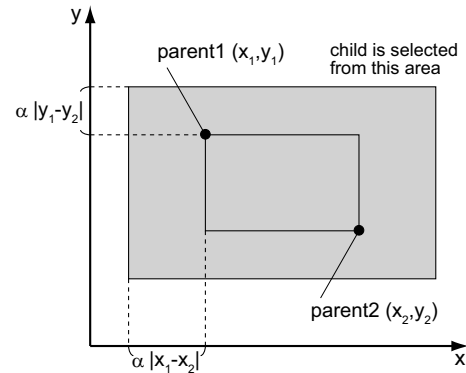 y
parent1 (x₁,y₁)
child is selected
from this area
α |y₁-y₂|
parent2 (x₂,y₂)
α |x₁-x₂|
x